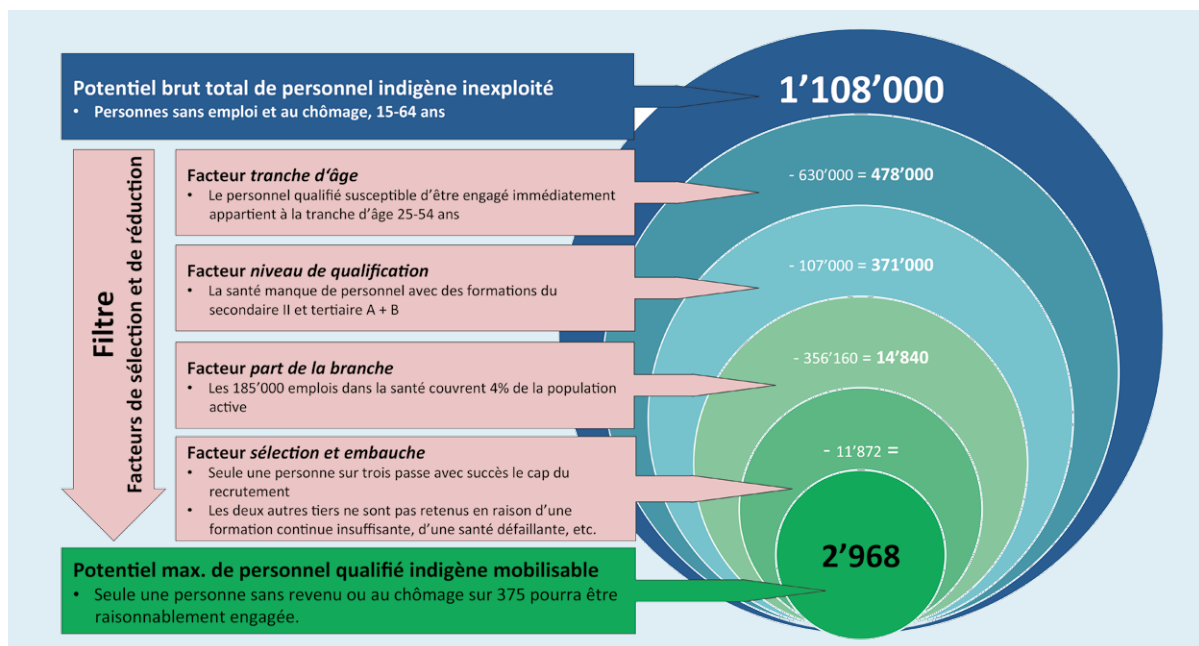 Potentiel brut total de personnel indigène inexploité
• Personnes sans emploi et au chômage, 15-64 ans
1’108’000
Filtre
Facteurs de sélection et de réduction
Facteur tranche d‘âge
• Le personnel qualifié susceptible d’être engagé immédiatement
appartient à la tranche d’âge 25-54 ans
- 630’000 = 478’000
Facteur niveau de qualification
• La santé manque de personnel avec des formations du
secondaire II et tertiaire A + B
- 107’000 = 371’000
Facteur part de la branche
• Les 185’000 emplois dans la santé couvrent 4% de la population
active
- 356’160 = 14’840
Facteur sélection et embauche
• Seule une personne sur trois passe avec succès le cap du
recrutement
• Les deux autres tiers ne sont pas retenus en raison d’une
formation continue insuffisante, d’une santé défaillante, etc.
- 11’872 =
Potentiel max. de personnel qualifié indigène mobilisable
• Seule une personne sans revenu ou au chômage sur 375 pourra être
raisonnablement engagée.
2’968